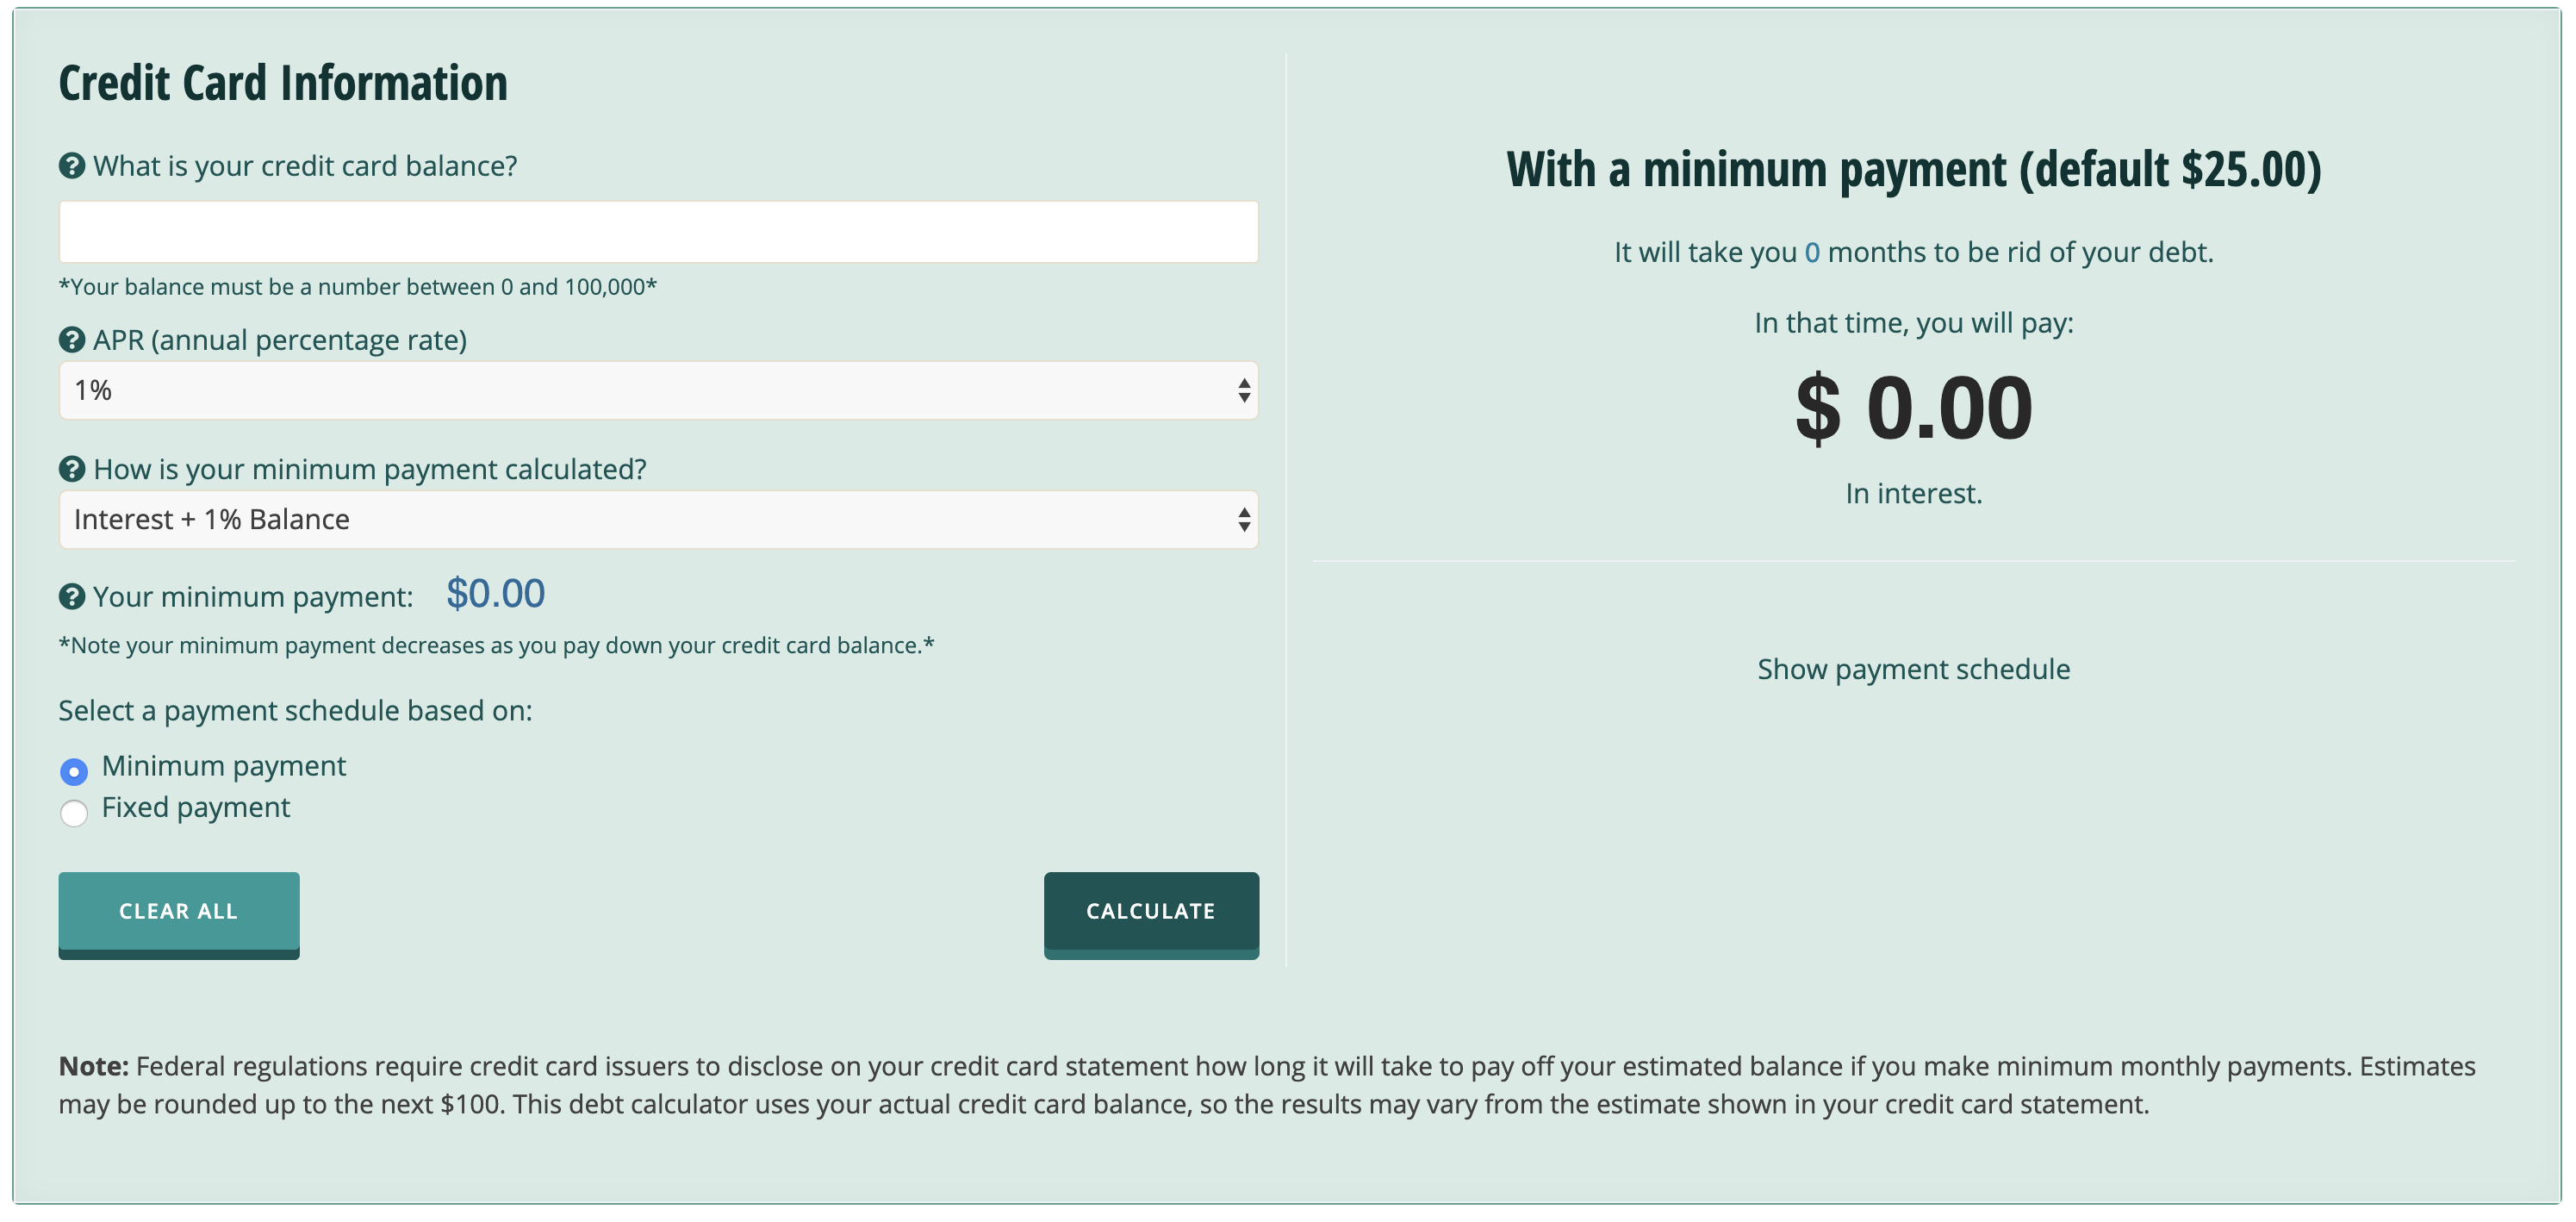 Credit Card Information
What is your credit card balance?
*Your balance must be a number between 0 and 100,000*
APR (annual percentage rate)
1%
How is your minimum payment calculated?
Interest + 1% Balance
Your minimum payment: $0.00
*Note your minimum payment decreases as you pay down your credit card balance.*
Select a payment schedule based on:
Minimum payment
Fixed payment
CLEAR ALL
CALCULATE
With a minimum payment (default $25.00)
It will take you 0 months to be rid of your debt.
In that time, you will pay:
$ 0.00
In interest.
Show payment schedule
Note: Federal regulations require credit card issuers to disclose on your credit card statement how long it will take to pay off your estimated balance if you make minimum monthly payments. Estimates
may be rounded up to the next $100. This debt calculator uses your actual credit card balance, so the results may vary from the estimate shown in your credit card statement.